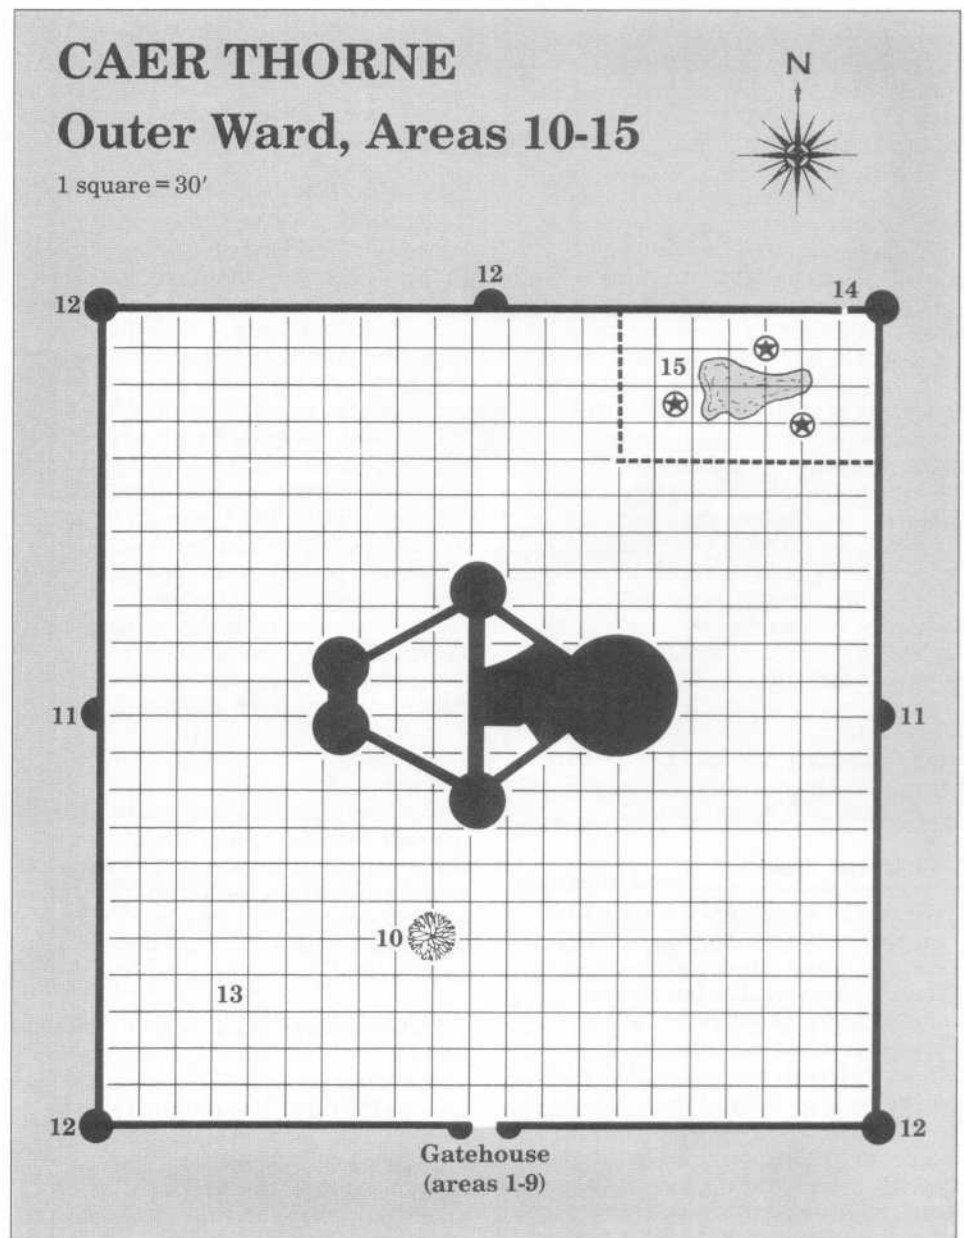 CAER THORNE
N
Outer Ward, Areas 10-15
1 square = 30'
12
12
14
15
11
11
10
13
12
12
Gatehouse
(areas 1-9)